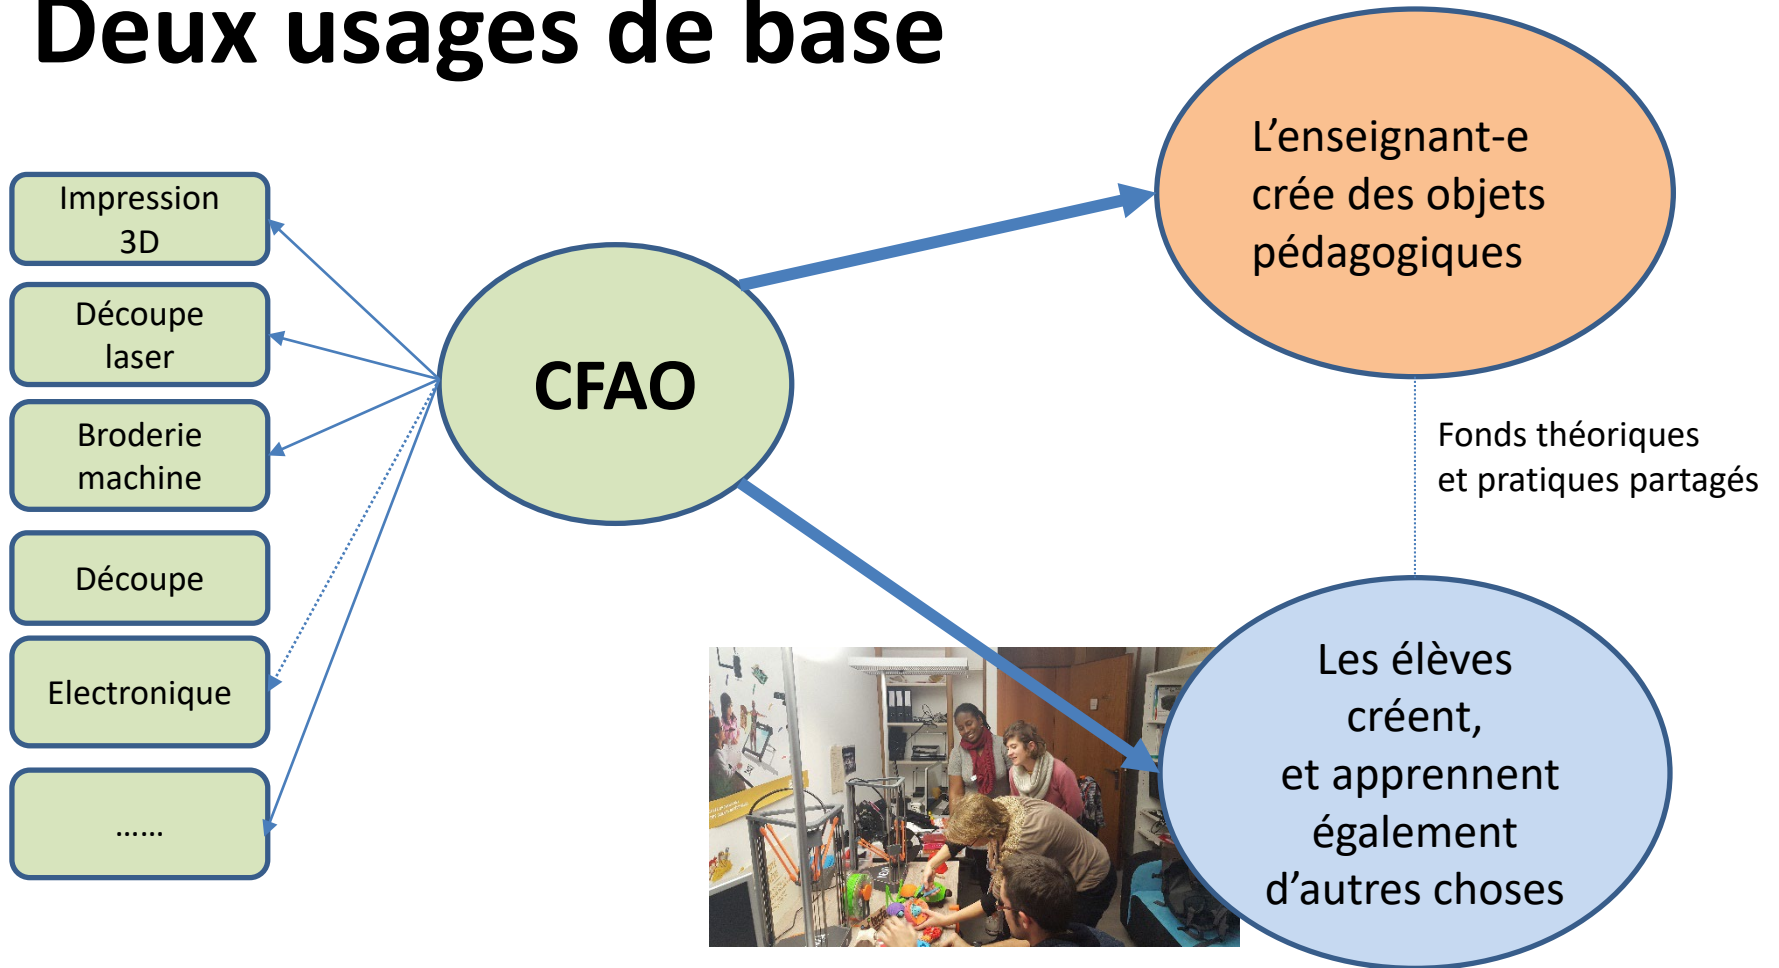 Deux usages de base
Impression
3D
Découpe
laser
Broderie
machine
Découpe
Electronique
......
CFAO
L’enseignant-e
crée des objets
pédagogiques
Fonds théoriques
et pratiques partagés
Les élèves
créent,
et apprennent
également
d’autres choses